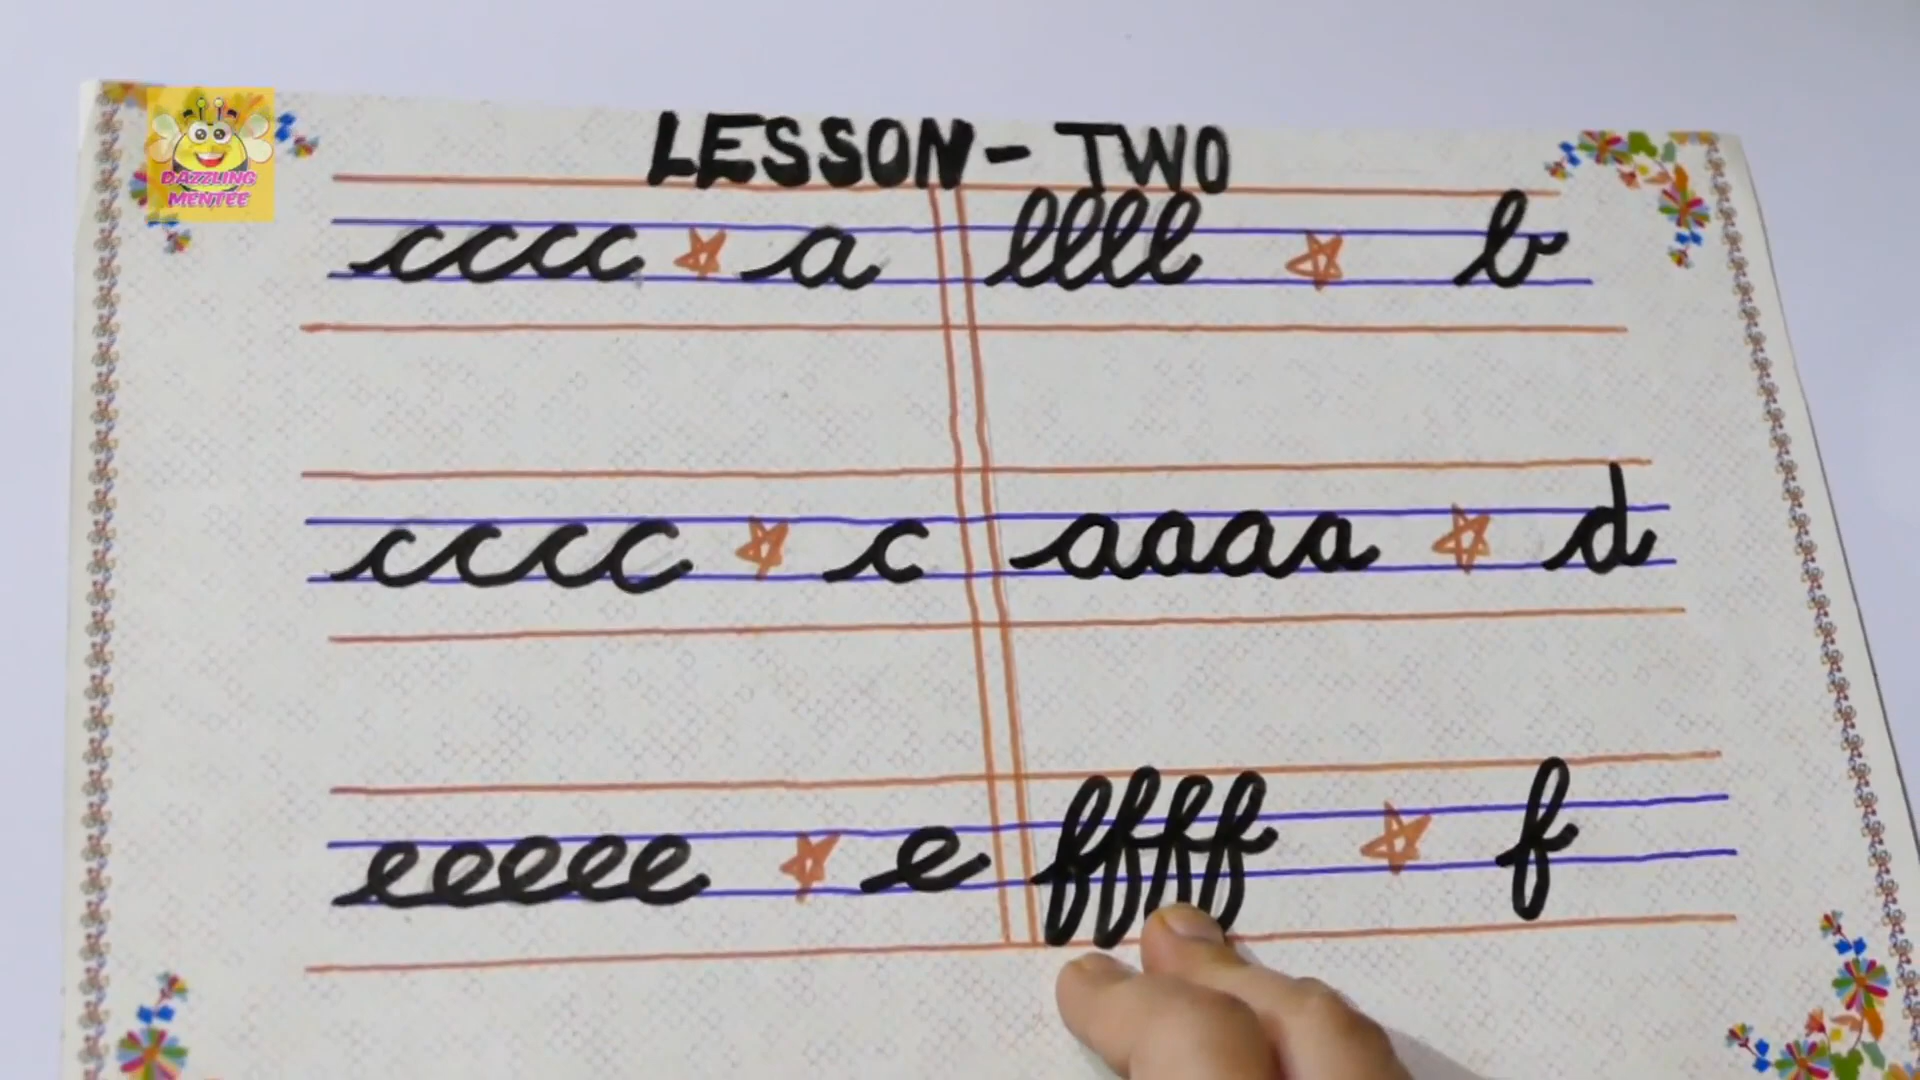 DAZZLING
MENTEE
LESSON - TWO
cccc a llll b
cccc c aaaa d
eeeee e ffff f